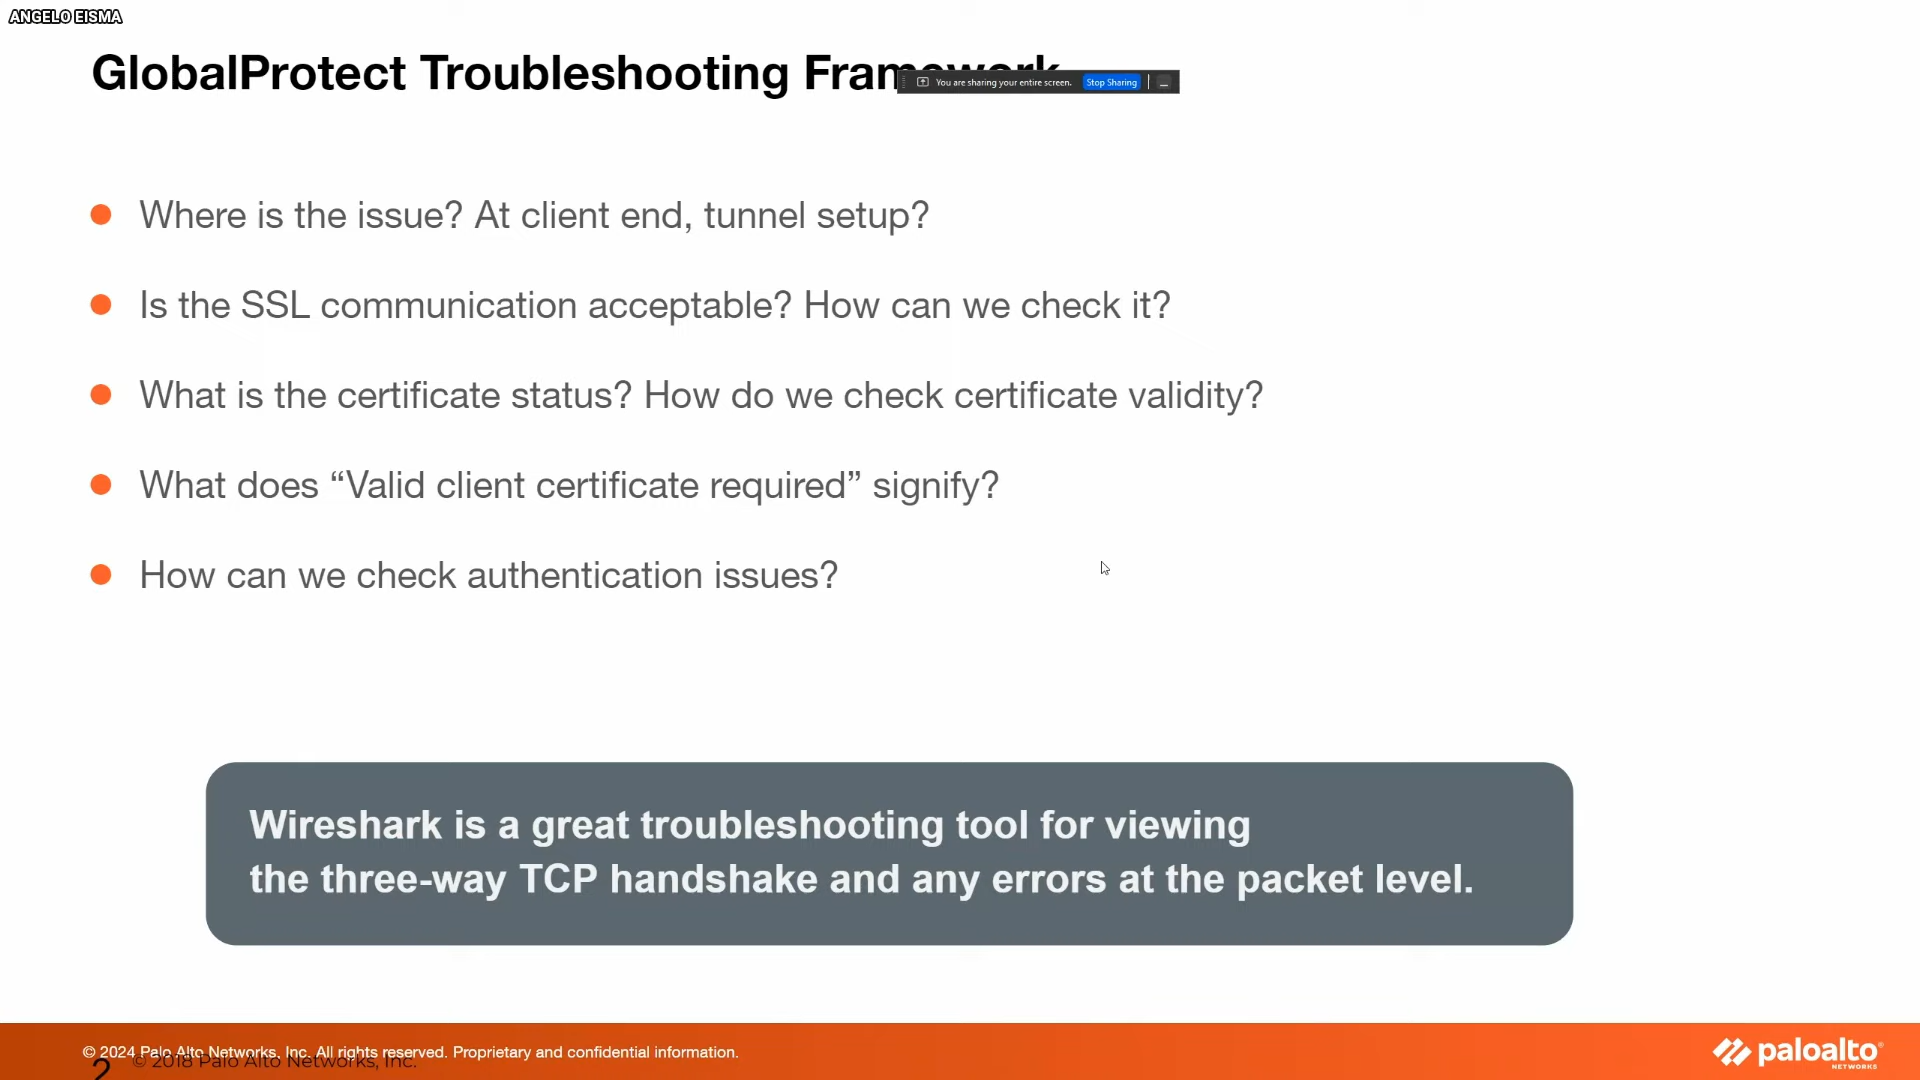 ANGELO EISMA
GlobalProtect Troubleshooting Framework
You are sharing your entire screen. Stop Sharing
Where is the issue? At client end, tunnel setup?
Is the SSL communication acceptable? How can we check it?
What is the certificate status? How do we check certificate validity?
What does “Valid client certificate required” signify?
How can we check authentication issues?
Wireshark is a great troubleshooting tool for viewing
the three-way TCP handshake and any errors at the packet level.
© 2024 Palo Alto Networks, Inc. All rights reserved. Proprietary and confidential information.
2 © 2018 Palo Alto Networks, Inc.
paloalto®
NETWORKS